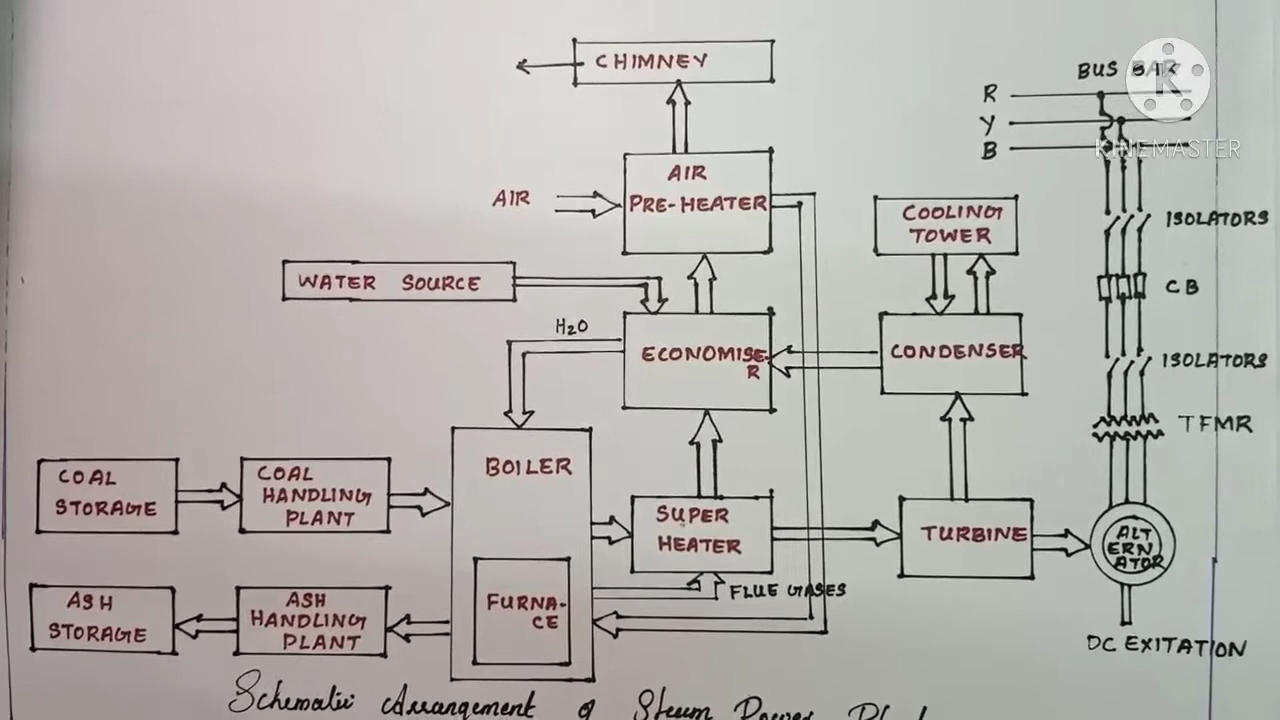 CHIMNEY
BUS BAR
K
KINEMASTER
R
Y
B
AIR
AIR
PRE-HEATER
COOLING
TOWER
ISOLATORS
WATER SOURCE
CB
H2O
ECONOMISE-
R
CONDENSER
ISOLATORS
TFMR
BOILER
COAL
STORAGE
COAL
HANDLING
PLANT
SUPER
HEATER
TURBINE
ALT
ERN
ATOR
FLUE GASES
ASH
STORAGE
ASH
HANDLING
PLANT
FURNA-
CE
DC EXITATION
Schematic Arrangement of Steam Power